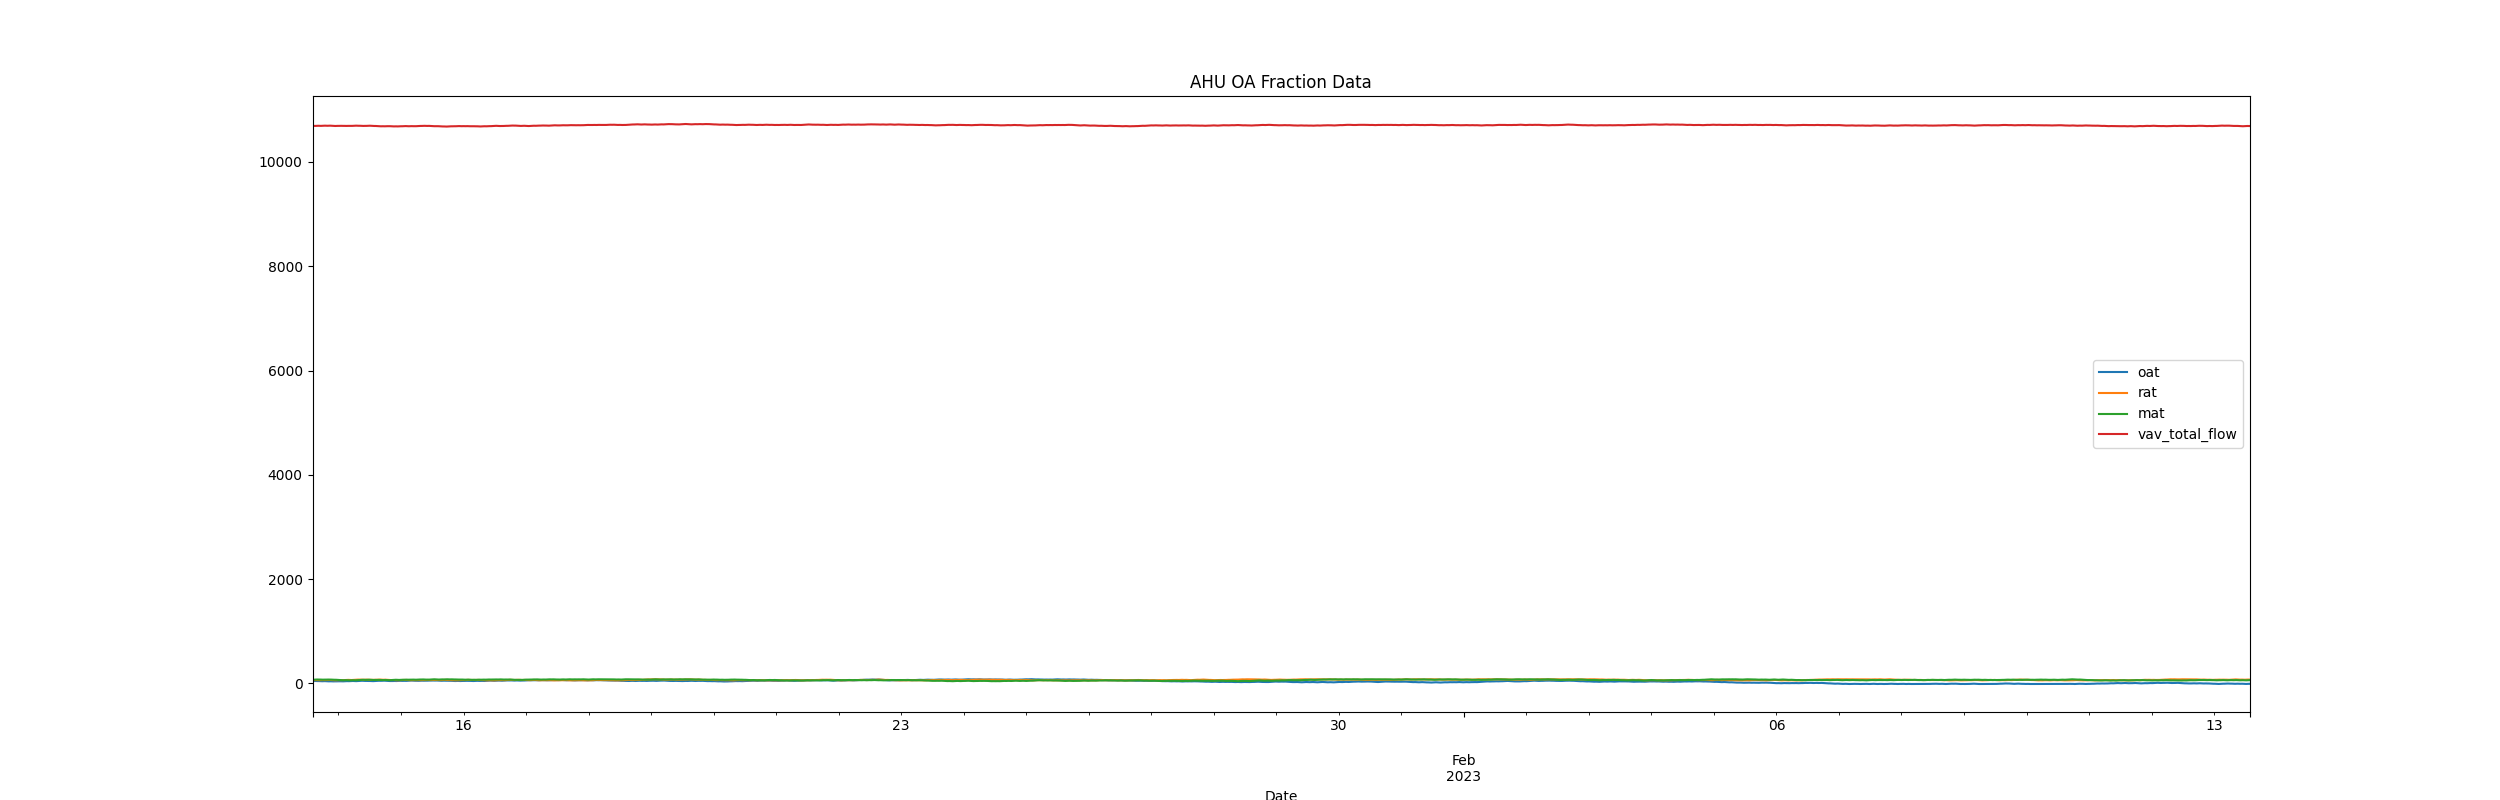 AHU OA Fraction Data
10000
8000
6000
4000
2000
0
oat
rat
mat
vav_total_flow
16 23 30 06 13
Feb
2023
Date